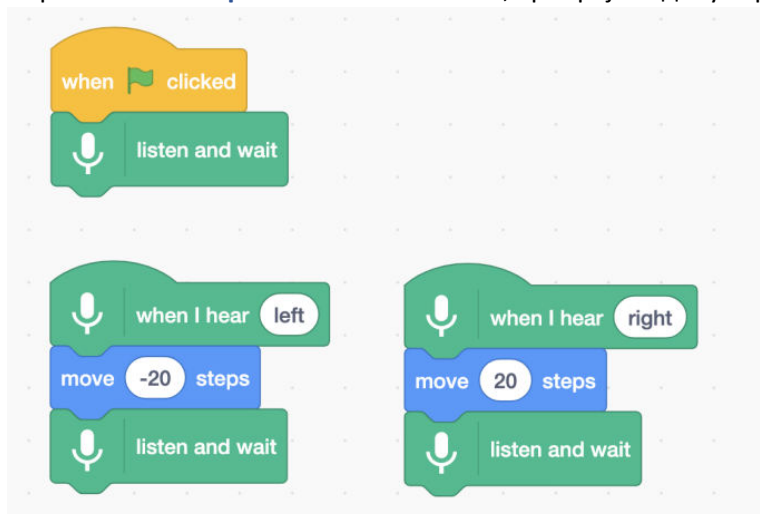 when clicked
listen and wait
when I hear left
move -20 steps
listen and wait
when I hear right
move 20 steps
listen and wait